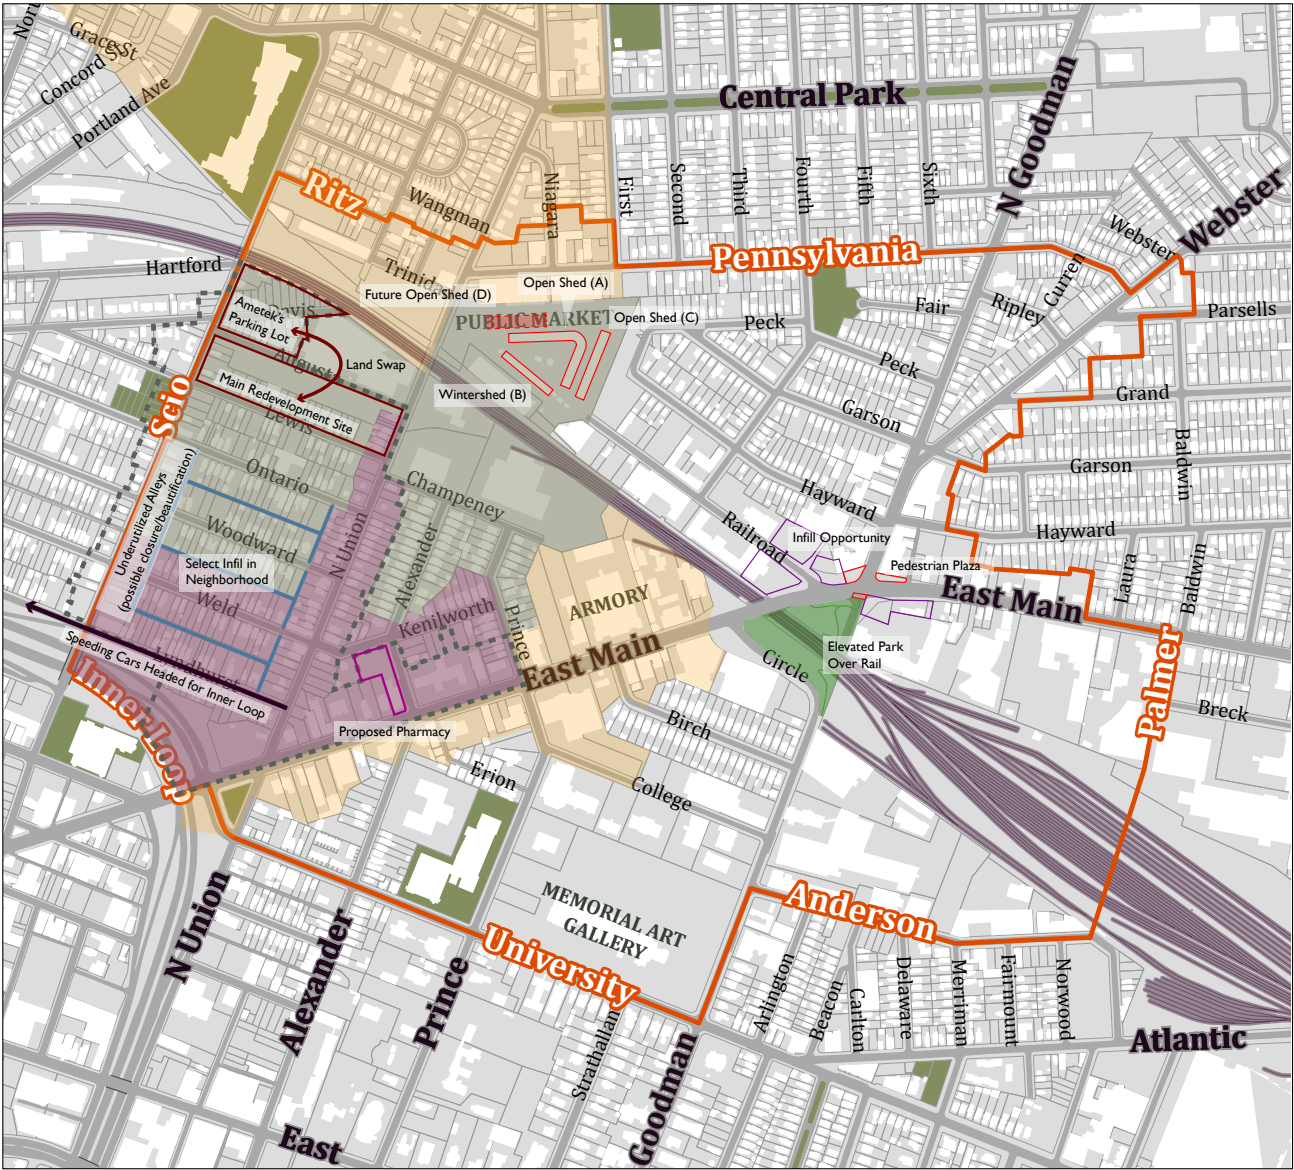 Grace St
Concord St
Portland Ave
Central Park
N Goodman
Ritz
Wangman
Niagara
First
Second
Third
Fourth
Fifth
Sixth
Webster
Webster
Pennsylvania
Hartford
Trinidad
Curren
Open Shed (A)
Future Open Shed (D)
Davis
Ametek's
Parking Lot
PUBLIC MARKET
Open Shed (C)
Peck
Fair
Ripley
Parsells
Augusta
Land Swap
Peck
Main Redevelopment Site
Wintershed (B)
Grand
Scio
Lewis
Garson
Baldwin
Ontario
Champeney
Garson
Underutilized Alleys
(possible closure/beautification)
Hayward
Railroad
Woodward
N Union
Alexander
Infill Opportunity
Hayward
Select Infil in
Neighborhood
Pedestrian Plaza
Laura
Baldwin
Weld
Kenilworth
Prince
ARMORY
East Main
East Main
Speeding Cars Headed for Inner Loop
Lyndhurst
Elevated Park
Over Rail
Circle
Inner Loop
Palmer
Breck
Proposed Pharmacy
Birch
Erion
College
N Union
Alexander
Prince
MEMORIAL ART
GALLERY
Anderson
University
Arlington
Beacon
Carlton
Delaware
Merriman
Fairmount
Norwood
Strathallan
Goodman
Atlantic
East